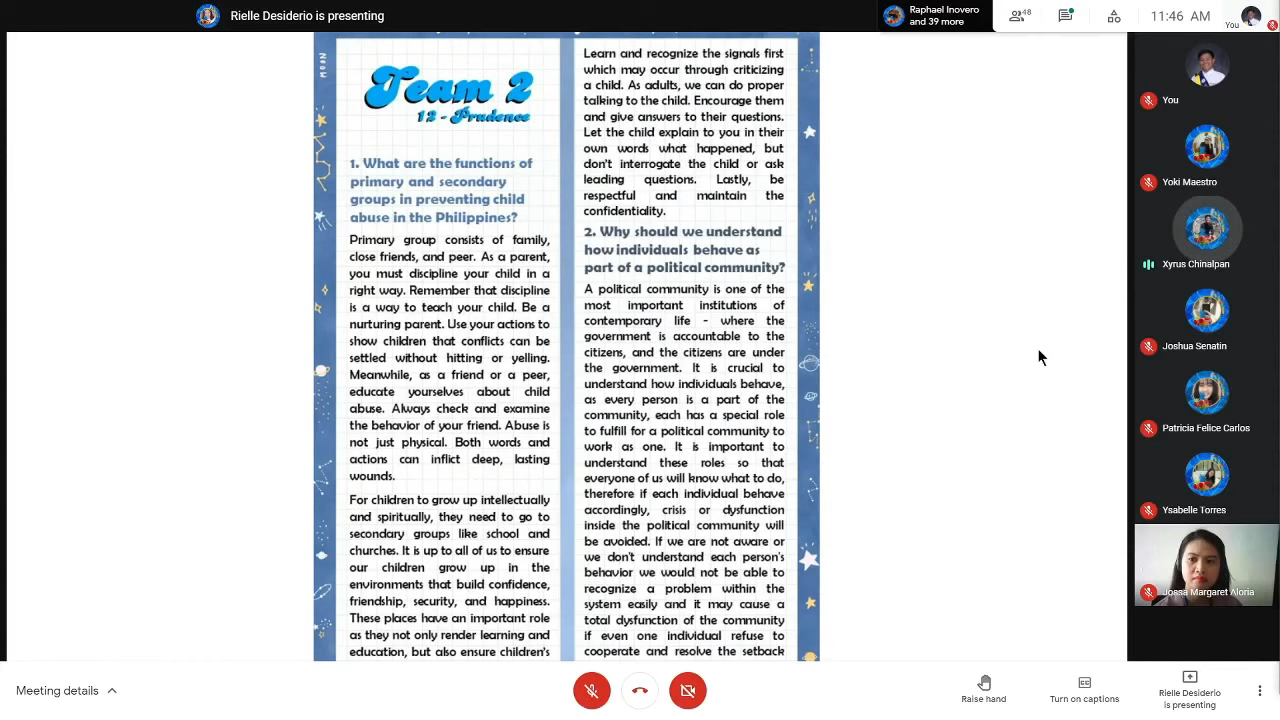 Rielle Desiderio is presenting
Raphael Inovero
and 39 more
48
11:46 AM
You
MOON
Team 2
12 - Prudence
1. What are the functions of
primary and secondary
groups in preventing child
abuse in the Philippines?
Primary group consists of family,
close friends, and peer. As a parent,
you must discipline your child in a
right way. Remember that discipline
is a way to teach your child. Be a
nurturing parent. Use your actions to
show children that conflicts can be
settled without hitting or yelling.
Meanwhile, as a friend or a peer,
educate yourselves about child
abuse. Always check and examine
the behavior of your friend. Abuse is
not just physical. Both words and
actions can inflict deep, lasting
wounds.
For children to grow up intellectually
and spiritually, they need to go to
secondary groups like school and
churches. It is up to all of us to ensure
our children grow up in the
environments that build confidence,
friendship, security, and happiness.
These places have an important role
as they not only render learning and
education, but also ensure children's
Learn and recognize the signals first
which may occur through criticizing
a child. As adults, we can do proper
talking to the child. Encourage them
and give answers to their questions.
Let the child explain to you in their
own words what happened, but
don't interrogate the child or ask
leading questions. Lastly, be
respectful and maintain the
confidentiality.
2. Why should we understand
how individuals behave as
part of a political community?
A political community is one of the
most important institutions of
contemporary life - where the
government is accountable to the
citizens, and the citizens are under
the government. It is crucial to
understand how individuals behave,
as every person is a part of the
community, each has a special role
to fulfill for a political community to
work as one. It is important to
understand these roles so that
everyone of us will know what to do,
therefore if each individual behave
accordingly, crisis or dysfunction
inside the political community will
be avoided. If we are not aware or
we don't understand each person's
behavior we would not be able to
recognize a problem within the
system easily and it may cause a
total dysfunction of the community
if even one individual refuse to
cooperate and resolve the setback
You
Yoki Maestro
Xyrus Chinalpan
Joshua Senatin
Patricia Felice Carlos
Ysabelle Torres
Jossa Margaret Aloria
Meeting details
Raise hand
Turn on captions
Rielle Desiderio
is presenting